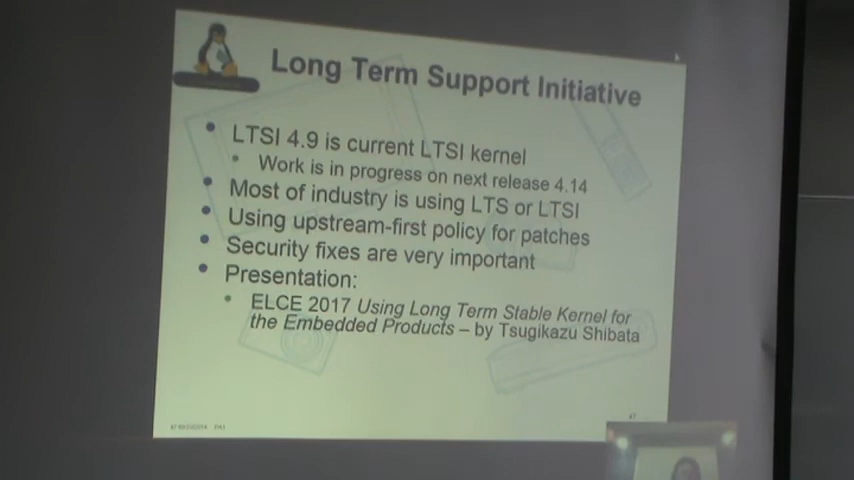 Long Term Support Initiative
• LTSI 4.9 is current LTSI kernel
• Work is in progress on next release 4.14
• Most of industry is using LTS or LTSI
• Using upstream-first policy for patches
• Security fixes are very important
• Presentation:
• ELCE 2017 Using Long Term Stable Kernel for
the Embedded Products – by Tsugikazu Shibata
47